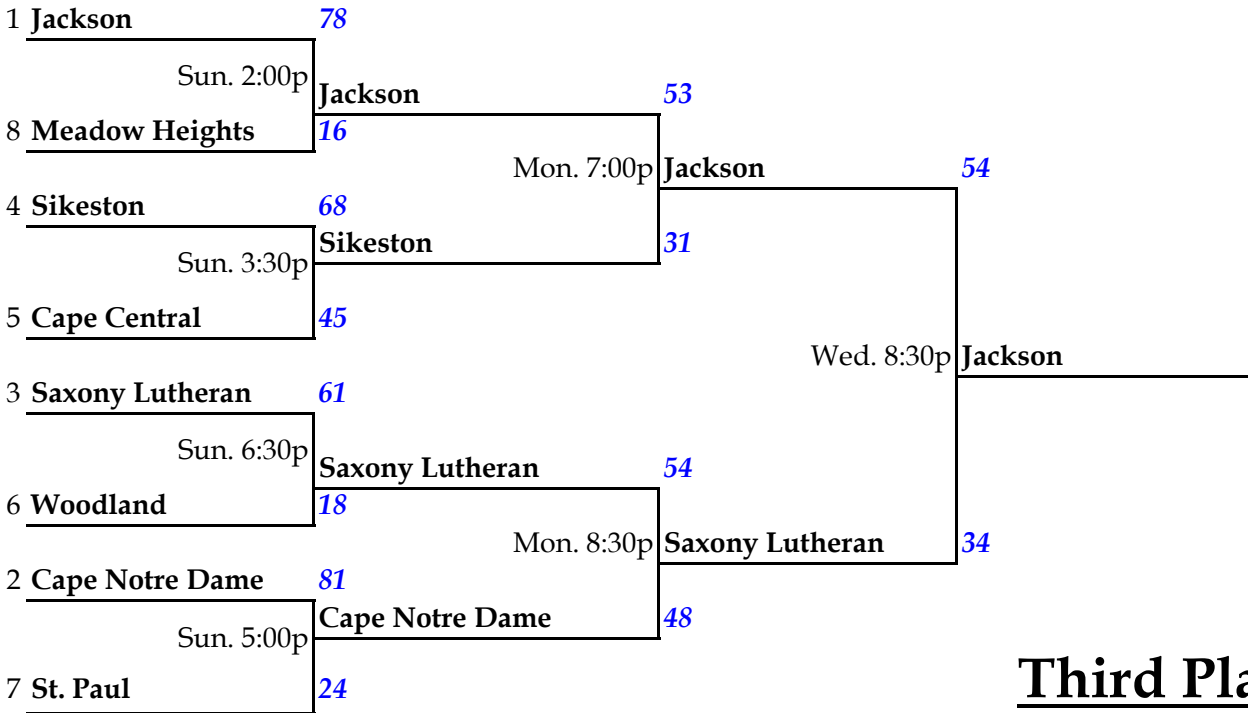 1 Jackson 78
Sun. 2:00p
Jackson 53
8 Meadow Heights 16
Mon. 7:00p Jackson 54
4 Sikeston 68
Sikeston 31
Sun. 3:30p
5 Cape Central 45
Wed. 8:30p Jackson
3 Saxony Lutheran 61
Sun. 6:30p
Saxony Lutheran 54
6 Woodland 18
Mon. 8:30p Saxony Lutheran 34
2 Cape Notre Dame 81
Cape Notre Dame 48
Sun. 5:00p
7 St. Paul 24
Third Pla